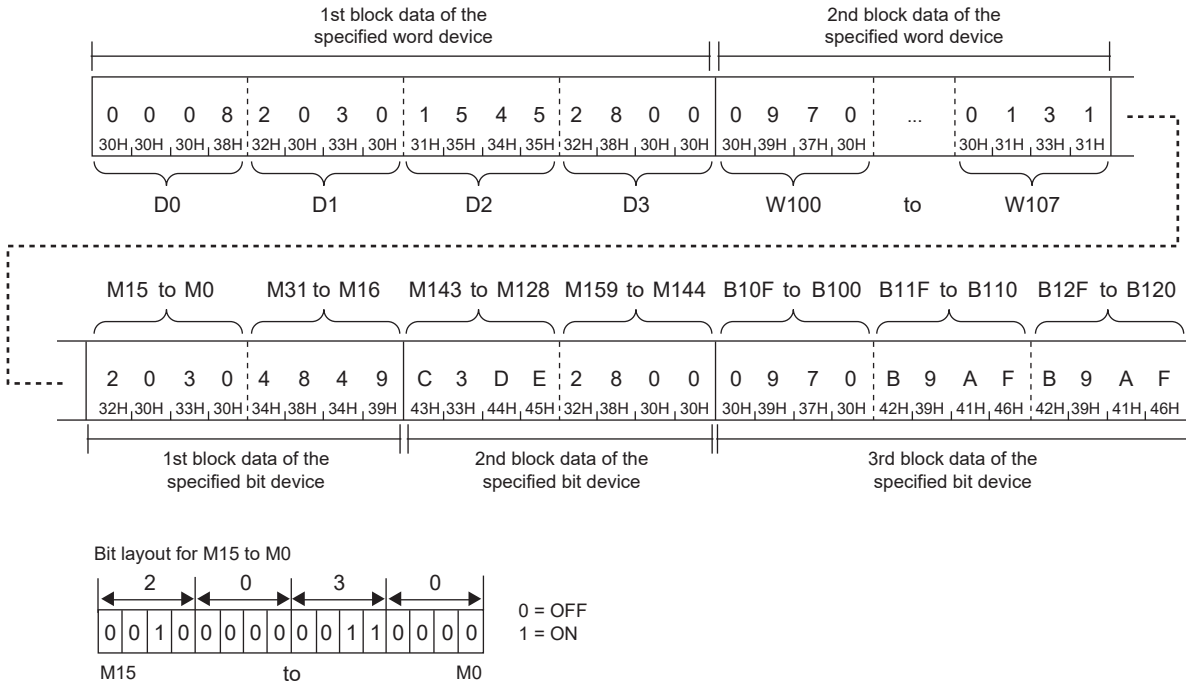 1st block data of the specified word device
2nd block data of the specified word device
0 0 0 8 2 0 3 0 1 5 4 5 2 8 0 0 0 9 7 0 ... 0 1 3 1
30H 30H 30H 38H 32H 30H 33H 30H 31H 35H 34H 35H 32H 38H 30H 30H 30H 39H 37H 30H 30H 31H 33H 31H
D0 D1 D2 D3 W100 to W107
M15 to M0 M31 to M16 M143 to M128 M159 to M144 B10F to B100 B11F to B110 B12F to B120
2 0 3 0 4 8 4 9 C 3 D E 2 8 0 0 0 9 7 0 B 9 A F B 9 A F
32H 30H 33H 30H 34H 38H 34H 39H 43H 33H 44H 45H 32H 38H 30H 30H 30H 39H 37H 30H 42H 39H 41H 46H 42H 39H 41H 46H
1st block data of the specified bit device
2nd block data of the specified bit device
3rd block data of the specified bit device
Bit layout for M15 to M0
2 0 3 0
0 0 1 0 0 0 0 0 0 0 1 1 0 0 0 0
0 = OFF
1 = ON
M15 to M0